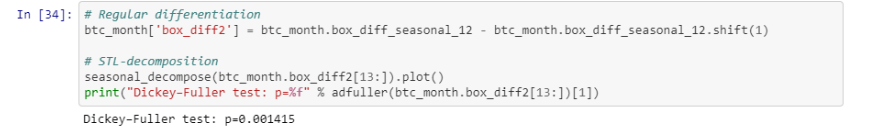 In [34]: # Regular differentiation
btc_month['box_diff2'] = btc_month.box_diff_seasonal_12 - btc_month.box_diff_seasonal_12.shift(1)
# STL-decomposition
seasonal_decompose(btc_month.box_diff2[13:]).plot()
print("Dickey–Fuller test: p=%f" % adfuller(btc_month.box_diff2[13:])[1])
Dickey–Fuller test: p=0.001415